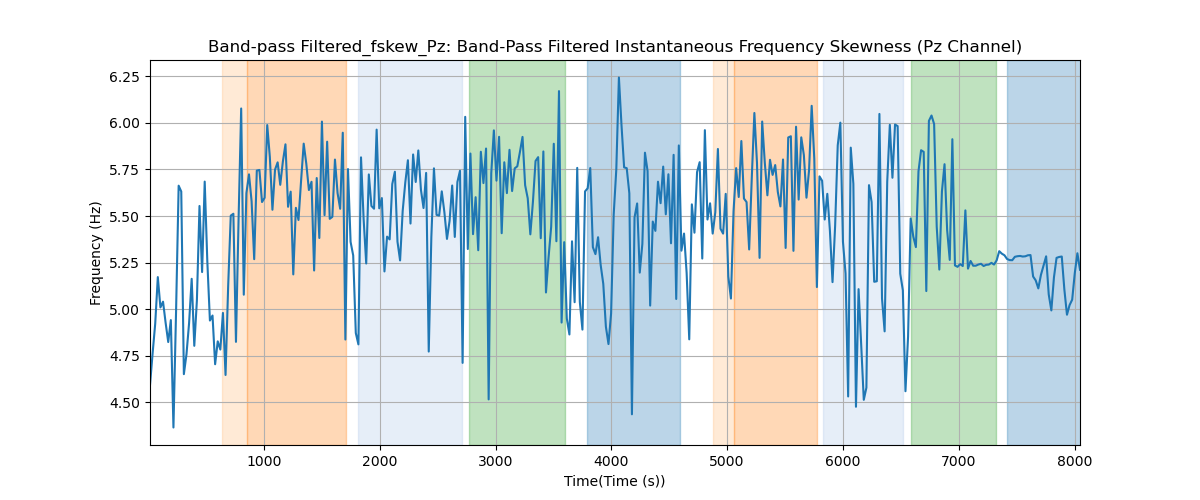 Band-pass Filtered_fskew_Pz: Band-Pass Filtered Instantaneous Frequency Skewness (Pz Channel)
6.25
6.00
5.75
5.50
5.25
5.00
4.75
4.50
Frequency (Hz)
1000 2000 3000 4000 5000 6000 7000 8000
Time(Time (s))